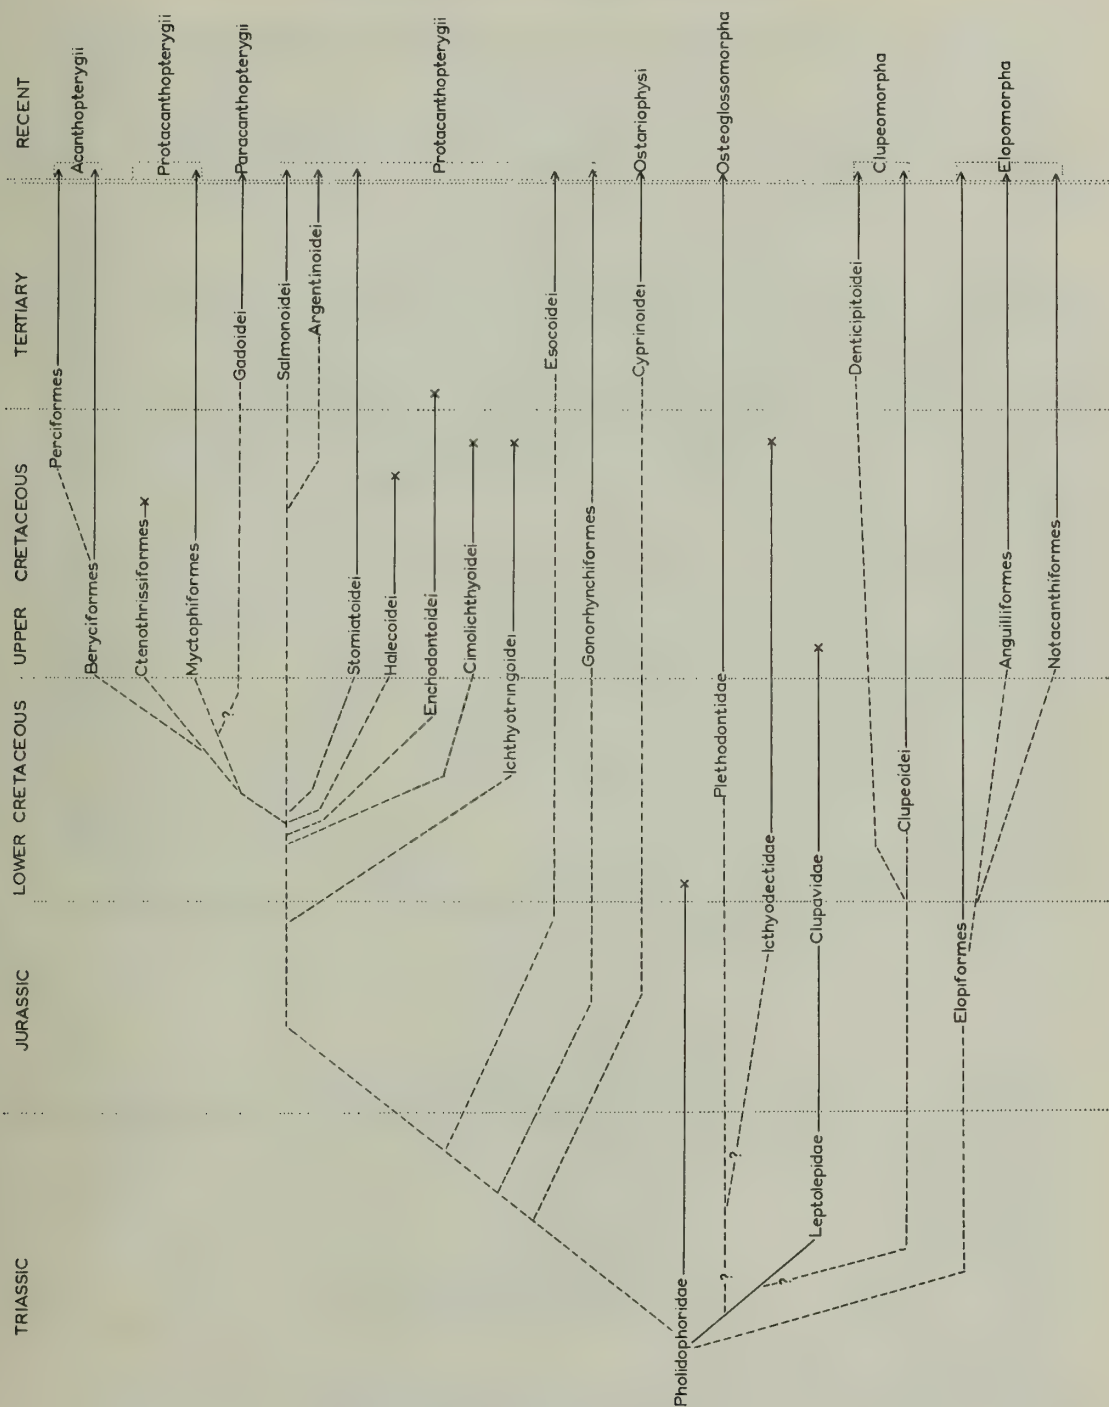 TRIASSIC
JURASSIC
LOWER CRETACEOUS
UPPER CRETACEOUS
TERTIARY
RECENT
Acanthopterygii
Protacanthopterygii
Paracanthopterygii
Protacanthopterygii
Ostariophysi
Osteoglossomorpha
Clupeomorpha
Elopomorpha
Perciformes
Beryciformes
Ctenothrissiformes
x
Myctophiformes
?
Gadoidei
Salmonoidei
Argentinoidei
Stomiatoidei
Halecoidei
x
Enchodontoidei
x
Cimolichthyoidei
x
Ichthyotringoidei
x
Esocoidei
Gonorhynchiformes
Cyprinoidei
Pholidophoridae
x
?
Plethodontidae
?
Icthyodectidae
x
Leptolepidae
Clupavidae
x
?
Denticipitoidei
Clupeoidei
Elopiformes
Anguilliformes
Notacanthiformes